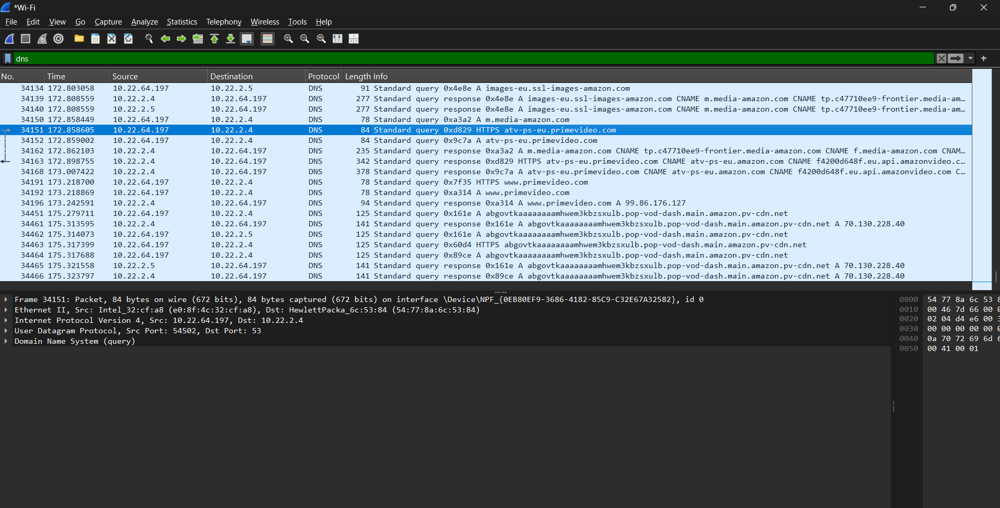 *Wi-Fi
File Edit View Go Capture Analyze Statistics Telephony Wireless Tools Help
dns
No. Time Source Destination Protocol Length Info
34134 172.803058 10.22.64.197 10.22.2.5 DNS 91 Standard query 0x4e8e A images-eu.ssl-images-amazon.com
34139 172.808559 10.22.2.4 10.22.64.197 DNS 277 Standard query response 0x4e8e A images-eu.ssl-images-amazon.com CNAME m.media-amazon.com CNAME tp.c47710ee9-frontier.media-am…
34140 172.808559 10.22.2.5 10.22.64.197 DNS 277 Standard query response 0x4e8e A images-eu.ssl-images-amazon.com CNAME m.media-amazon.com CNAME tp.c47710ee9-frontier.media-am…
34150 172.858449 10.22.64.197 10.22.2.4 DNS 78 Standard query 0xa3a2 A m.media-amazon.com
34151 172.858605 10.22.64.197 10.22.2.4 DNS 84 Standard query 0xd829 HTTPS atv-ps-eu.primevideo.com
34152 172.859002 10.22.64.197 10.22.2.4 DNS 84 Standard query 0x9c7a A atv-ps-eu.primevideo.com
34162 172.862103 10.22.2.4 10.22.64.197 DNS 235 Standard query response 0xa3a2 A m.media-amazon.com CNAME tp.c47710ee9-frontier.media-amazon.com CNAME f.media-amazon.com CNAM…
34163 172.898755 10.22.2.4 10.22.64.197 DNS 342 Standard query response 0xd829 HTTPS atv-ps-eu.primevideo.com CNAME atv-ps-eu.amazon.com CNAME f4200d648f.eu.api.amazonvideo.c…
34168 173.007422 10.22.2.4 10.22.64.197 DNS 378 Standard query response 0x9c7a A atv-ps-eu.primevideo.com CNAME atv-ps-eu.amazon.com CNAME f4200d648f.eu.api.amazonvideo.com C…
34191 173.218700 10.22.64.197 10.22.2.4 DNS 78 Standard query 0x7f35 HTTPS www.primevideo.com
34192 173.218869 10.22.64.197 10.22.2.4 DNS 78 Standard query 0xa314 A www.primevideo.com
34196 173.242591 10.22.2.4 10.22.64.197 DNS 94 Standard query response 0xa314 A www.primevideo.com A 99.86.176.127
34451 175.279711 10.22.64.197 10.22.2.4 DNS 125 Standard query 0x161e A abgovtkaaaaaaaamhwem3kbzsxulb.pop-vod-dash.main.amazon.pv-cdn.net
34461 175.313595 10.22.2.4 10.22.64.197 DNS 141 Standard query response 0x161e A abgovtkaaaaaaaamhwem3kbzsxulb.pop-vod-dash.main.amazon.pv-cdn.net A 70.130.228.40
34462 175.314073 10.22.64.197 10.22.2.5 DNS 125 Standard query 0x161e A abgovtkaaaaaaaamhwem3kbzsxulb.pop-vod-dash.main.amazon.pv-cdn.net
34463 175.317399 10.22.64.197 10.22.2.4 DNS 125 Standard query 0x60d4 HTTPS abgovtkaaaaaaaamhwem3kbzsxulb.pop-vod-dash.main.amazon.pv-cdn.net
34464 175.317688 10.22.64.197 10.22.2.4 DNS 125 Standard query 0x89ce A abgovtkaaaaaaaamhwem3kbzsxulb.pop-vod-dash.main.amazon.pv-cdn.net
34465 175.321558 10.22.2.5 10.22.64.197 DNS 141 Standard query response 0x161e A abgovtkaaaaaaaamhwem3kbzsxulb.pop-vod-dash.main.amazon.pv-cdn.net A 70.130.228.40
34466 175.323797 10.22.2.4 10.22.64.197 DNS 141 Standard query response 0x89ce A abgovtkaaaaaaaamhwem3kbzsxulb.pop-vod-dash.main.amazon.pv-cdn.net A 70.130.228.40
Frame 34151: Packet, 84 bytes on wire (672 bits), 84 bytes captured (672 bits) on interface \Device\NPF_{0EB80EF9-3686-4182-85C9-C32E67A32582}, id 0
Ethernet II, Src: Intel_32:cf:a8 (e0:8f:4c:32:cf:a8), Dst: HewlettPacka_6c:53:84 (54:77:8a:6c:53:84)
Internet Protocol Version 4, Src: 10.22.64.197, Dst: 10.22.2.4
User Datagram Protocol, Src Port: 54502, Dst Port: 53
Domain Name System (query)
0000 54 77 8a 6c 53
0010 00 46 7d 66 00
0020 02 04 d4 e6 00
0030 00 00 00 00 00
0040 0a 70 72 69 6d
0050 00 41 00 01